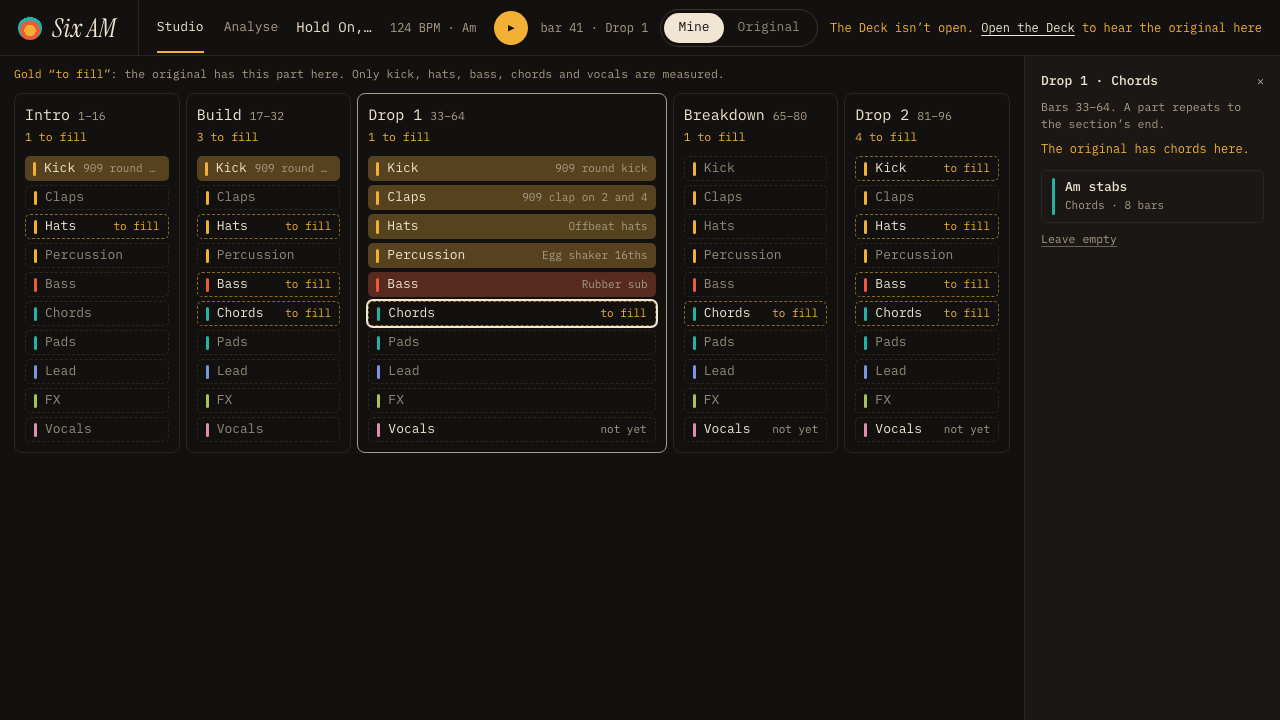 Six AM
Studio Analyse Hold On,… 124 BPM · Am ▶ bar 41 · Drop 1 Mine Original The Deck isn’t open. Open the Deck to hear the original here
Gold “to fill”: the original has this part here. Only kick, hats, bass, chords and vocals are measured.
Intro 1–16
1 to fill
Kick 909 round …
Claps
Hats to fill
Percussion
Bass
Chords
Pads
Lead
FX
Vocals
Build 17–32
3 to fill
Kick 909 round …
Claps
Hats to fill
Percussion
Bass to fill
Chords to fill
Pads
Lead
FX
Vocals
Drop 1 33–64
1 to fill
Kick 909 round kick
Claps 909 clap on 2 and 4
Hats Offbeat hats
Percussion Egg shaker 16ths
Bass Rubber sub
Chords to fill
Pads
Lead
FX
Vocals not yet
Breakdown 65–80
1 to fill
Kick
Claps
Hats
Percussion
Bass
Chords to fill
Pads
Lead
FX
Vocals not yet
Drop 2 81–96
4 to fill
Kick to fill
Claps
Hats to fill
Percussion
Bass to fill
Chords to fill
Pads
Lead
FX
Vocals not yet
Drop 1 · Chords ×
Bars 33–64. A part repeats to
the section’s end.
The original has chords here.
Am stabs
Chords · 8 bars
Leave empty